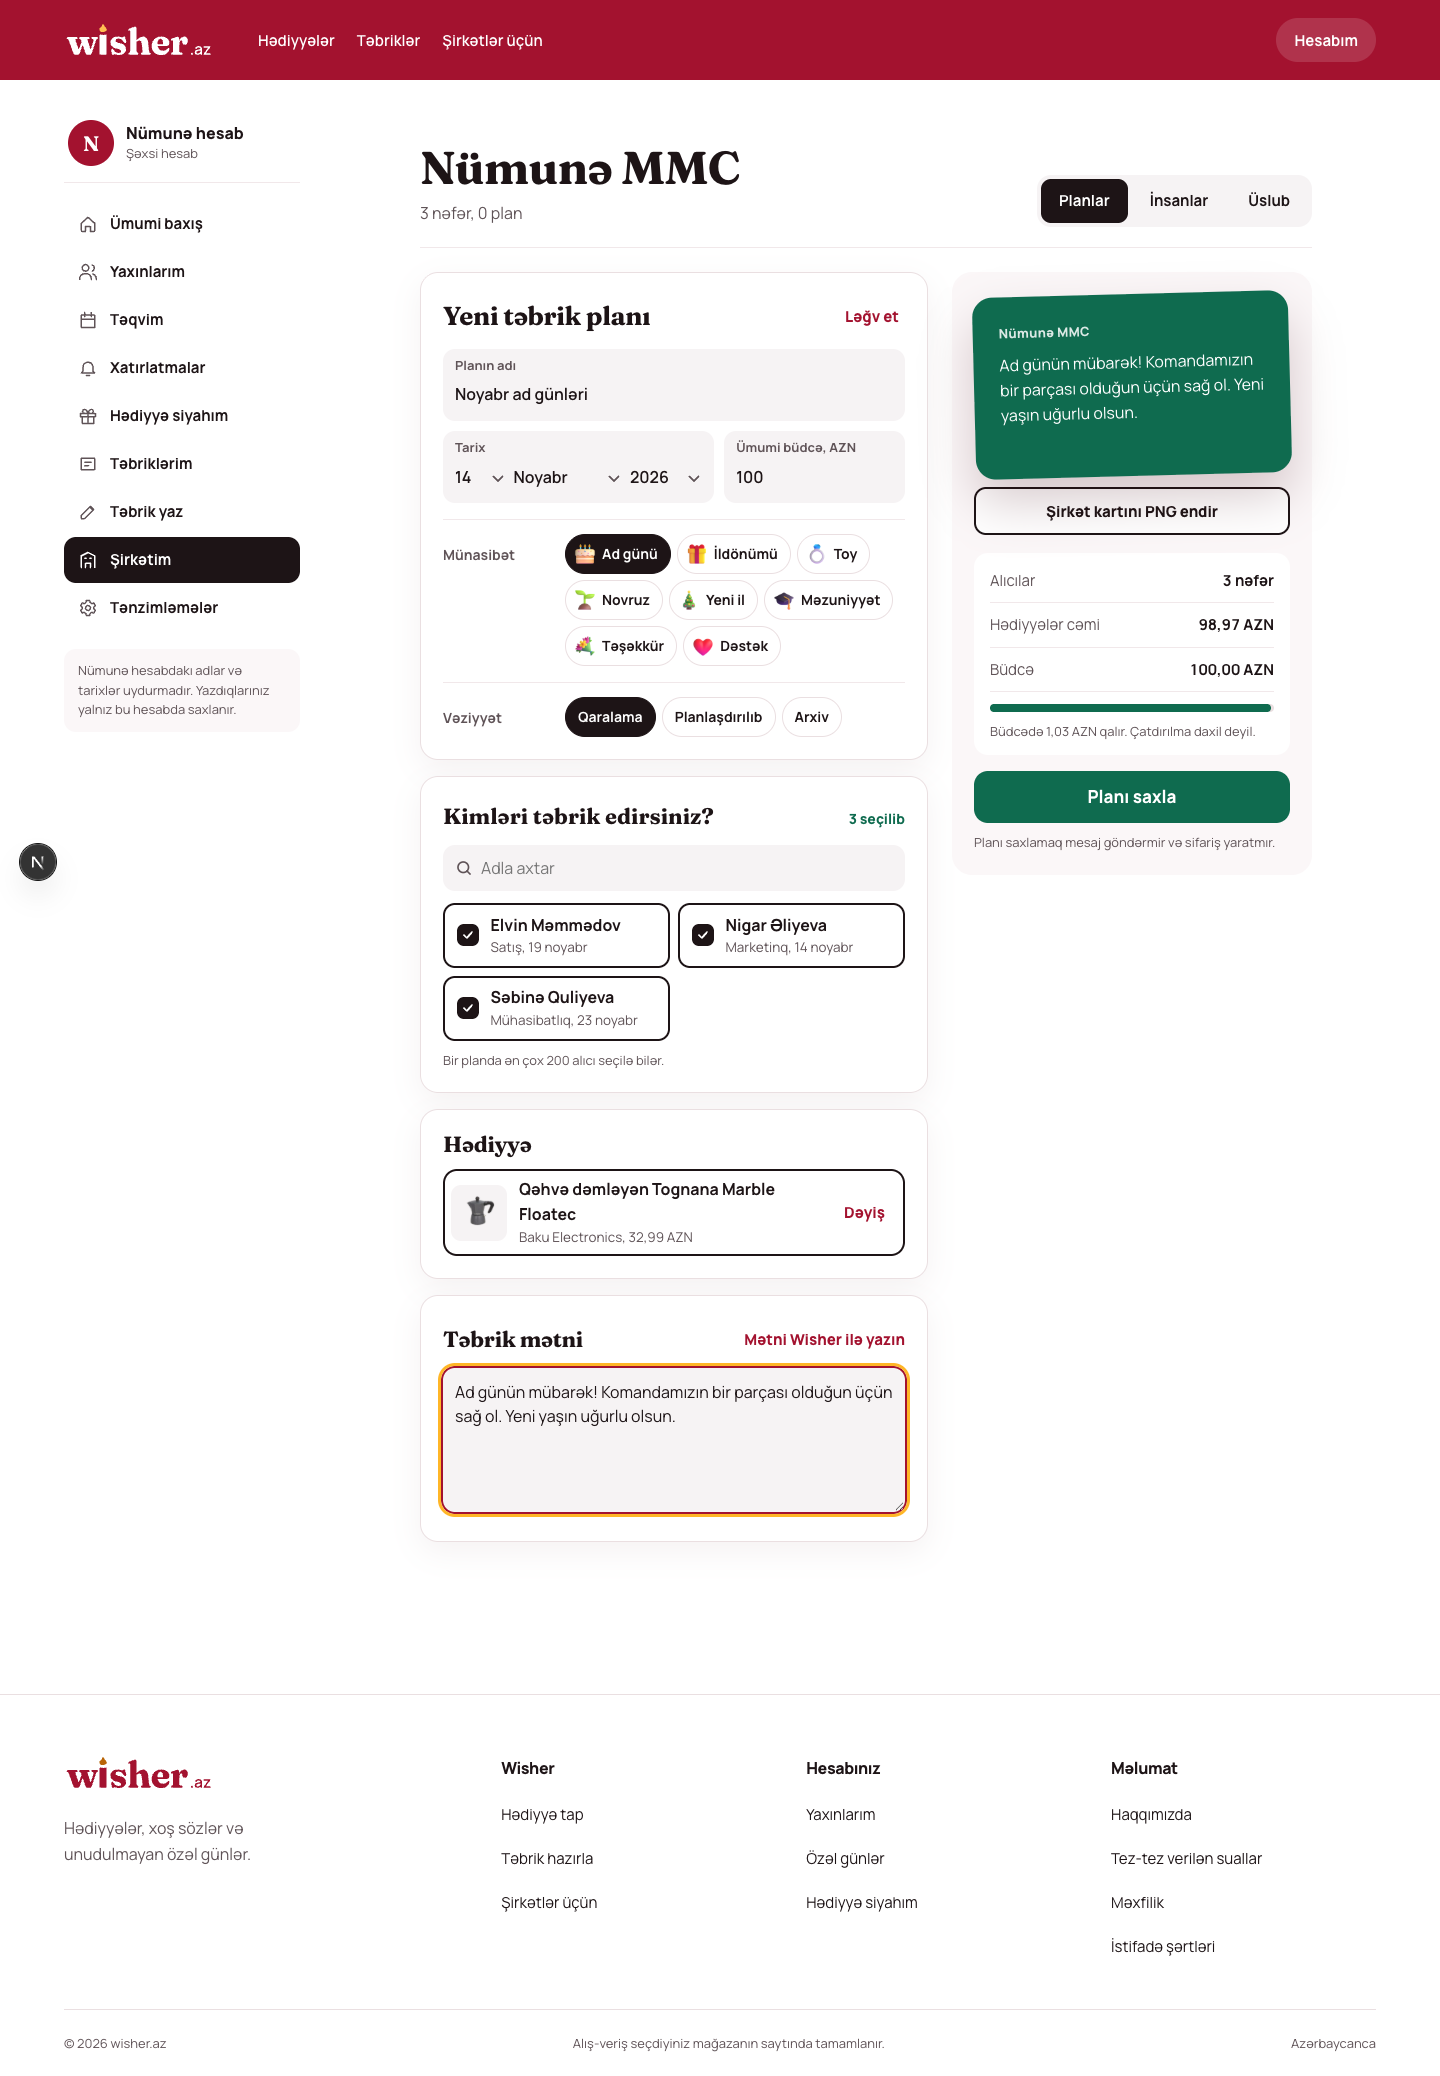 wisher.az
Hədiyyələr
Təbriklər
Şirkətlər üçün
Hesabım
N
Nümunə hesab
Şəxsi hesab
Ümumi baxış
Yaxınlarım
Təqvim
Xatırlatmalar
Hədiyyə siyahım
Təbriklərim
Təbrik yaz
Şirkətim
Tənzimləmələr
Nümunə hesabdakı adlar və
tarixlər uydurmadır. Yazdıqlarınız
yalnız bu hesabda saxlanır.
N
Nümunə MMC
3 nəfər, 0 plan
Planlar
İnsanlar
Üslub
Yeni təbrik planı
Ləğv et
Planın adı
Noyabr ad günləri
Tarix
14
Noyabr
2026
Ümumi büdcə, AZN
100
Münasibət
Ad günü
İldönümü
Toy
Novruz
Yeni il
Məzuniyyət
Təşəkkür
Dəstək
Vəziyyət
Qaralama
Planlaşdırılıb
Arxiv
Kimləri təbrik edirsiniz?
3 seçilib
Adla axtar
Elvin Məmmədov
Satış, 19 noyabr
Nigar Əliyeva
Marketinq, 14 noyabr
Səbinə Quliyeva
Mühasibatlıq, 23 noyabr
Bir planda ən çox 200 alıcı seçilə bilər.
Hədiyyə
Qəhvə dəmləyən Tognana Marble
Floatec
Baku Electronics, 32,99 AZN
Dəyiş
Təbrik mətni
Mətni Wisher ilə yazın
Ad günün mübarək! Komandamızın bir parçası olduğun üçün
sağ ol. Yeni yaşın uğurlu olsun.
Nümunə MMC
Ad günün mübarək! Komandamızın
bir parçası olduğun üçün sağ ol. Yeni
yaşın uğurlu olsun.
Şirkət kartını PNG endir
Alıcılar
3 nəfər
Hədiyyələr cəmi
98,97 AZN
Büdcə
100,00 AZN
Büdcədə 1,03 AZN qalır. Çatdırılma daxil deyil.
Planı saxla
Planı saxlamaq mesaj göndərmir və sifariş yaratmır.
wisher.az
Hədiyyələr, xoş sözlər və
unudulmayan özəl günlər.
Wisher
Hədiyyə tap
Təbrik hazırla
Şirkətlər üçün
Hesabınız
Yaxınlarım
Özəl günlər
Hədiyyə siyahım
Məlumat
Haqqımızda
Tez-tez verilən suallar
Məxfilik
İstifadə şərtləri
© 2026 wisher.az
Alış-veriş seçdiyiniz mağazanın saytında tamamlanır.
Azərbaycanca